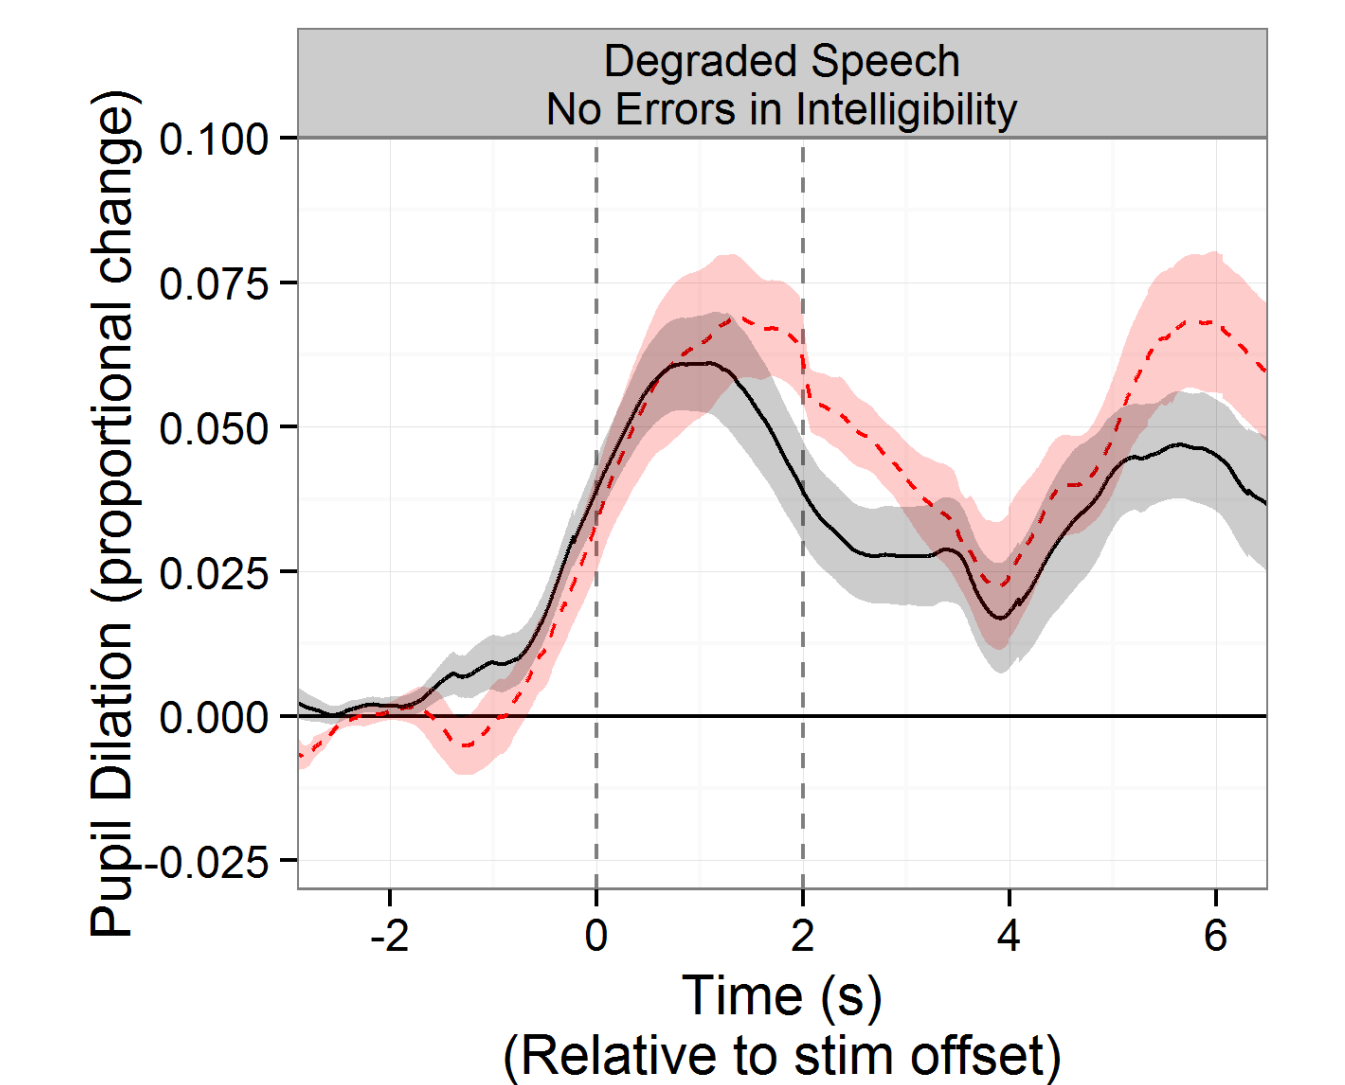 Degraded Speech
No Errors in Intelligibility
Pupil Dilation (proportional change)
0.100
0.075
0.050
0.025
0.000
-0.025
-2 0 2 4 6
Time (s)
(Relative to stim offset)